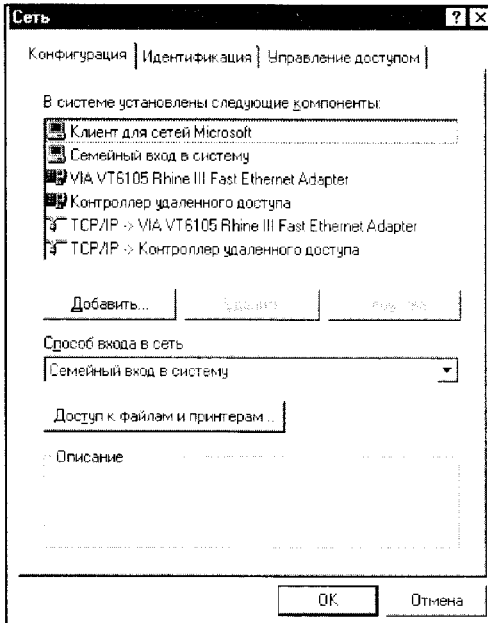 Сеть
Конфигурация Идентификация Управление доступом
В системе установлены следующие компоненты:
Клиент для сетей Microsoft
Семейный вход в систему
VIA VT6105 Rhine III Fast Ethernet Adapter
Контроллер удаленного доступа
TCP/IP -> VIA VT6105 Rhine III Fast Ethernet Adapter
TCP/IP -> Контроллер удаленного доступа
Добавить...
Способ входа в сеть
Семейный вход в систему
Доступ к файлам и принтерам...
Описание
OK Отмена